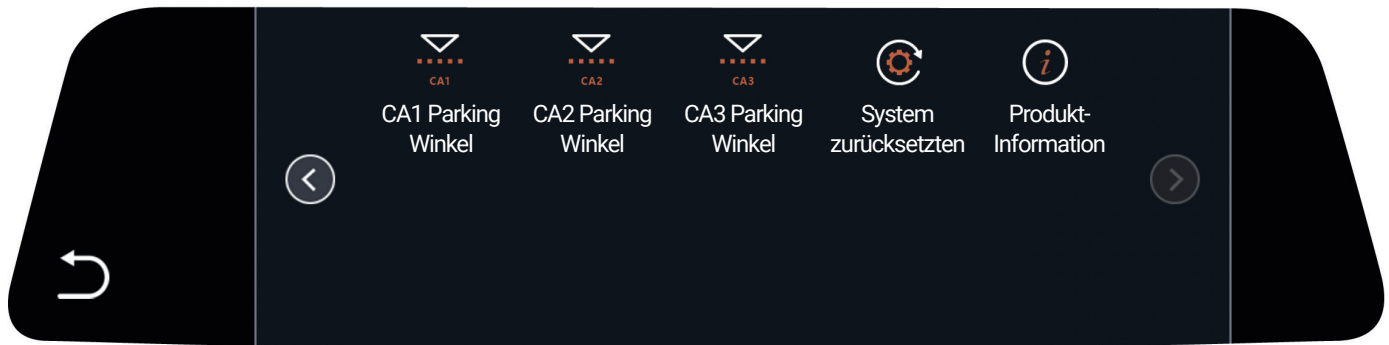 CA1
CA2
CA3
i
CA1 Parking
Winkel
CA2 Parking
Winkel
CA3 Parking
Winkel
System
zurücksetzten
Produkt-
Information